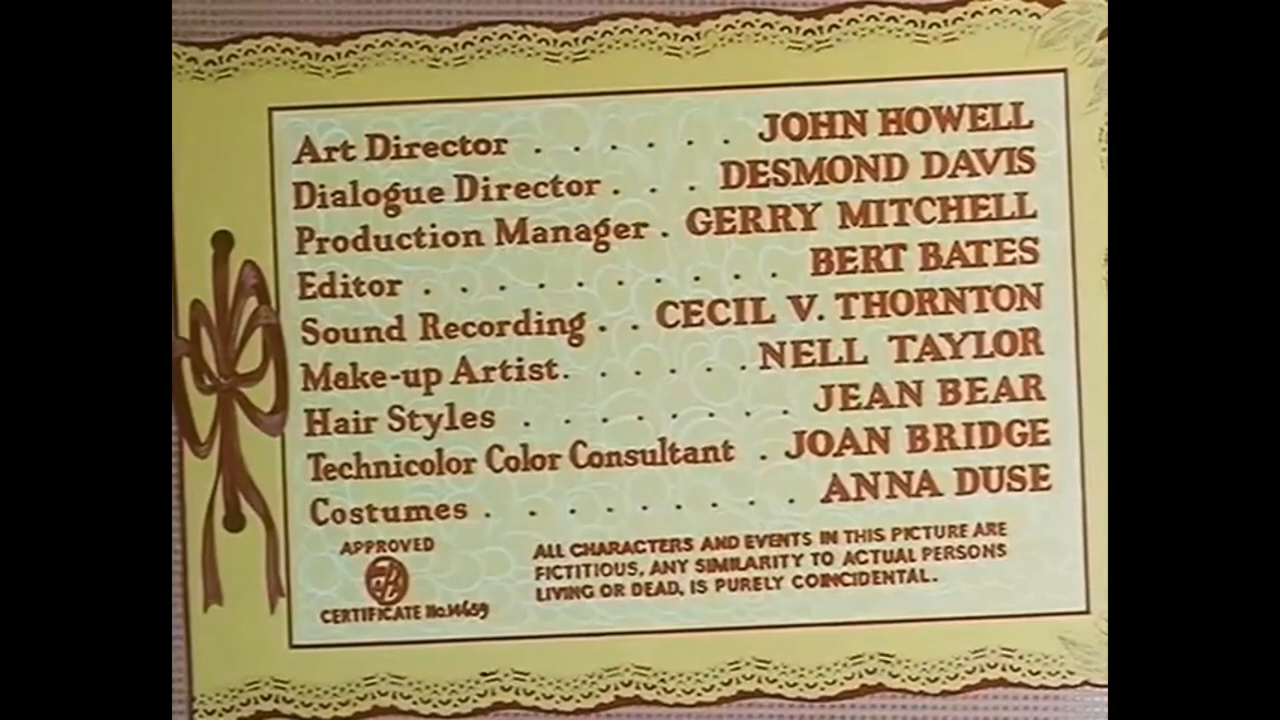 Art Director . . . . . . JOHN HOWELL
Dialogue Director . . . DESMOND DAVIS
Production Manager . GERRY MITCHELL
Editor . . . . . . . . . BERT BATES
Sound Recording . . CECIL V. THORNTON
Make-up Artist. . . . . . NELL TAYLOR
Hair Styles . . . . . . . JEAN BEAR
Technicolor Color Consultant . JOAN BRIDGE
Costumes . . . . . . . . ANNA DUSE
APPROVED
CERTIFICATE No. 14659
ALL CHARACTERS AND EVENTS IN THIS PICTURE ARE
FICTITIOUS, ANY SIMILARITY TO ACTUAL PERSONS
LIVING OR DEAD, IS PURELY COINCIDENTAL.